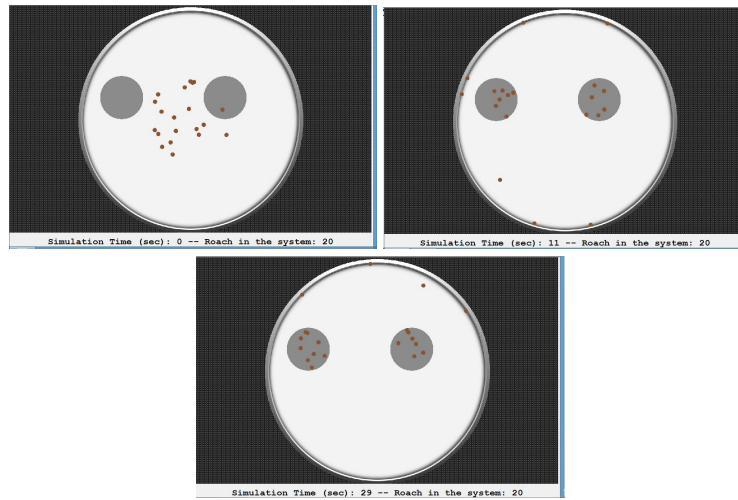 Simulation Time (sec): 0 -- Roach in the system: 20
Simulation Time (sec): 11 -- Roach in the system: 20
Simulation Time (sec): 29 -- Roach in the system: 20